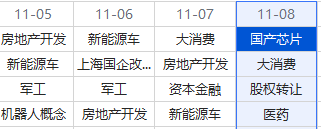 11-05 11-06 11-07 11-08
房地产开发 新能源车 大消费 国产芯片
新能源车 上海国企改... 房地产开发 大消费
军工 军工 资本金融 股权转让
机器人概念 房地产开发 新能源车 医药